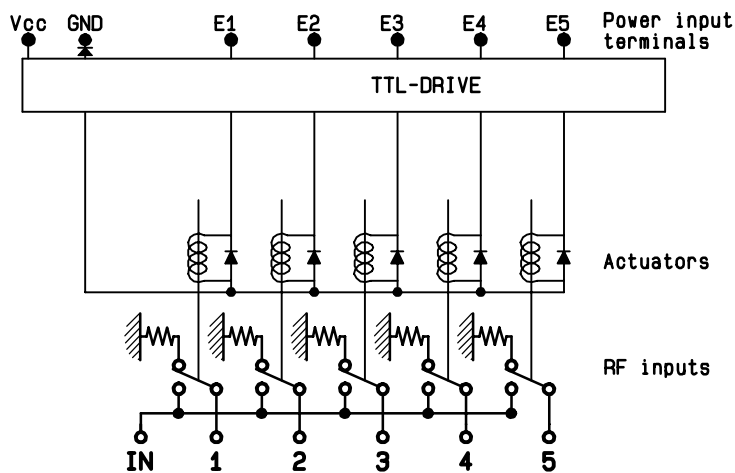 Vcc GND E1 E2 E3 E4 E5 Power input
terminals
TTL-DRIVE
Actuators
RF inputs
IN 1 2 3 4 5